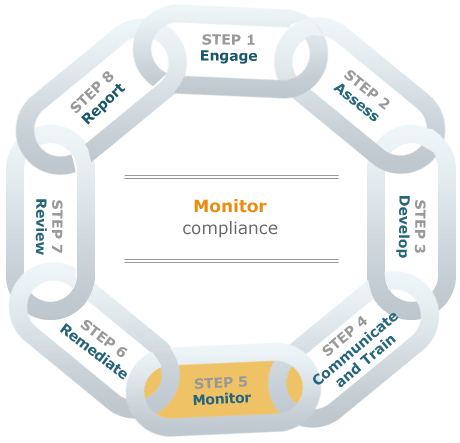 STEP 1
Engage
STEP 2
Assess
STEP 3
Develop
STEP 4
Communicate
and Train
STEP 5
Monitor
STEP 6
Remediate
STEP 7
Review
STEP 8
Report
Monitor
compliance